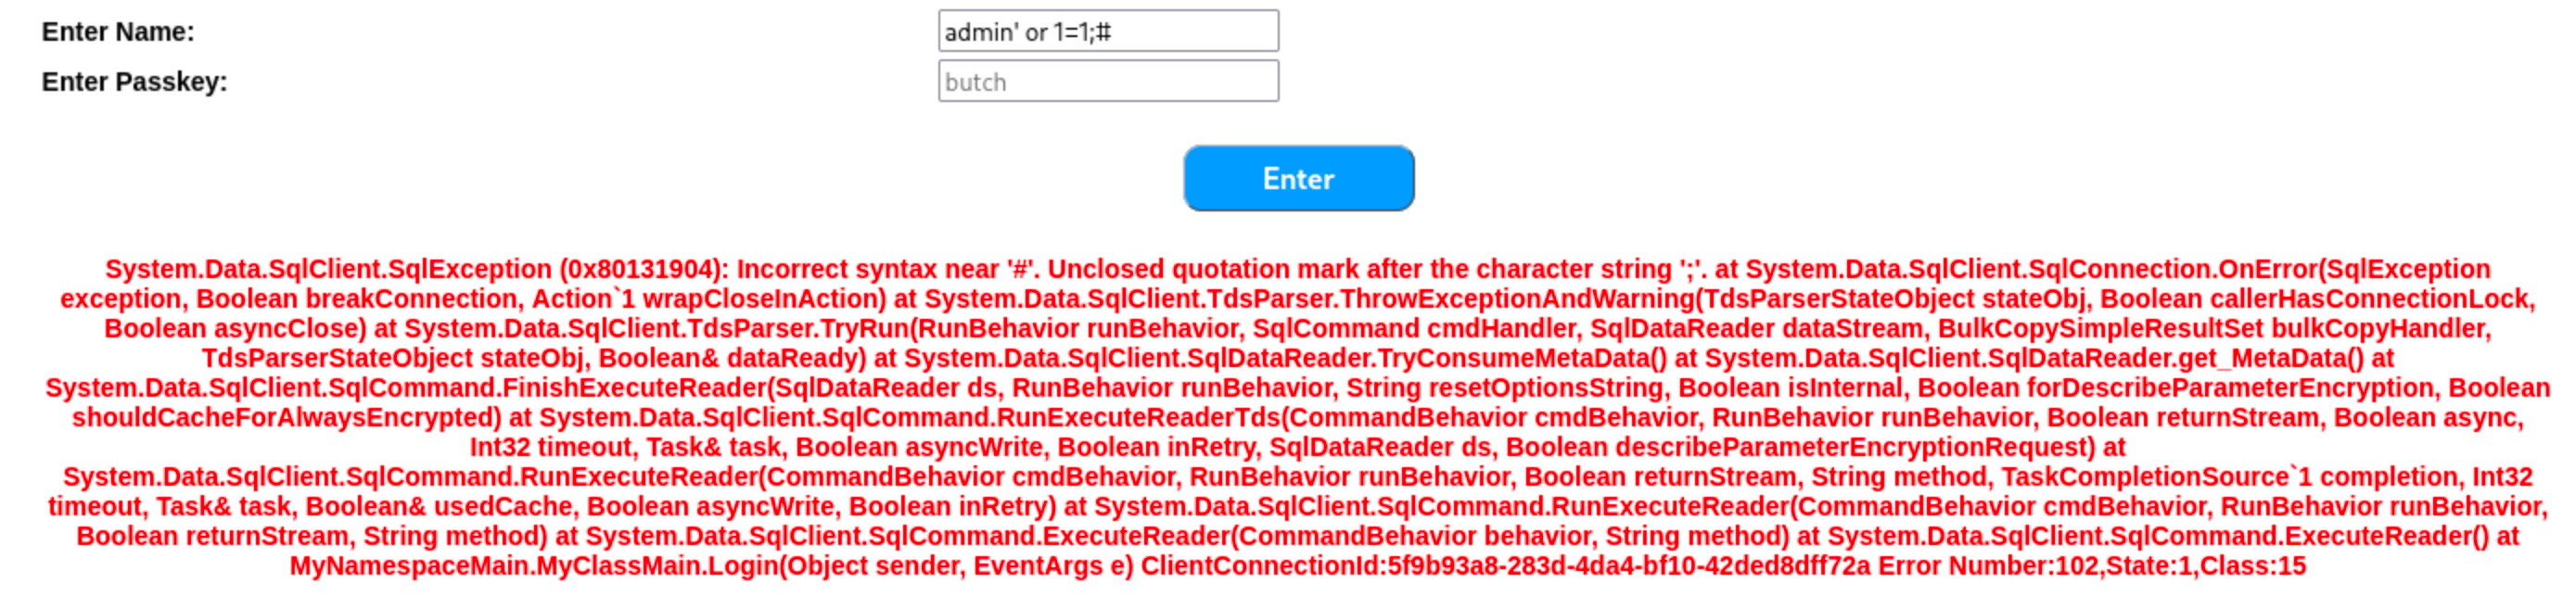 Enter Name: admin' or 1=1;#
Enter Passkey: butch
Enter
System.Data.SqlClient.SqlException (0x80131904): Incorrect syntax near '#'. Unclosed quotation mark after the character string ';'. at System.Data.SqlClient.SqlConnection.OnError(SqlException
exception, Boolean breakConnection, Action`1 wrapCloseInAction) at System.Data.SqlClient.TdsParser.ThrowExceptionAndWarning(TdsParserStateObject stateObj, Boolean callerHasConnectionLock,
Boolean asyncClose) at System.Data.SqlClient.TdsParser.TryRun(RunBehavior runBehavior, SqlCommand cmdHandler, SqlDataReader dataStream, BulkCopySimpleResultSet bulkCopyHandler,
TdsParserStateObject stateObj, Boolean& dataReady) at System.Data.SqlClient.SqlDataReader.TryConsumeMetaData() at System.Data.SqlClient.SqlDataReader.get_MetaData() at
System.Data.SqlClient.SqlCommand.FinishExecuteReader(SqlDataReader ds, RunBehavior runBehavior, String resetOptionsString, Boolean isInternal, Boolean forDescribeParameterEncryption, Boolean
shouldCacheForAlwaysEncrypted) at System.Data.SqlClient.SqlCommand.RunExecuteReaderTds(CommandBehavior cmdBehavior, RunBehavior runBehavior, Boolean returnStream, Boolean async,
Int32 timeout, Task& task, Boolean asyncWrite, Boolean inRetry, SqlDataReader ds, Boolean describeParameterEncryptionRequest) at
System.Data.SqlClient.SqlCommand.RunExecuteReader(CommandBehavior cmdBehavior, RunBehavior runBehavior, Boolean returnStream, String method, TaskCompletionSource`1 completion, Int32
timeout, Task& task, Boolean& usedCache, Boolean asyncWrite, Boolean inRetry) at System.Data.SqlClient.SqlCommand.RunExecuteReader(CommandBehavior cmdBehavior, RunBehavior runBehavior,
Boolean returnStream, String method) at System.Data.SqlClient.SqlCommand.ExecuteReader(CommandBehavior behavior, String method) at System.Data.SqlClient.SqlCommand.ExecuteReader() at
MyNamespaceMain.MyClassMain.Login(Object sender, EventArgs e) ClientConnectionId:5f9b93a8-283d-4da4-bf10-42ded8dff72a Error Number:102,State:1,Class:15